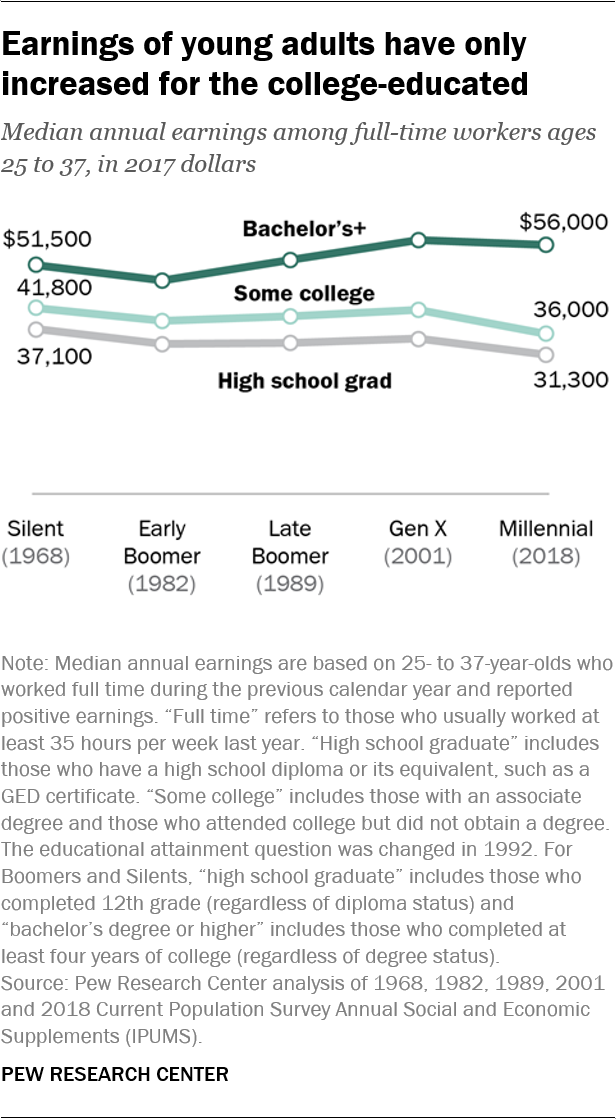 Earnings of young adults have only
increased for the college-educated
Median annual earnings among full-time workers ages
25 to 37, in 2017 dollars
$51,500
Bachelor's+
$56,000
41,800
Some college
36,000
37,100
High school grad
31,300
Silent
(1968)
Early
Boomer
(1982)
Late
Boomer
(1989)
Gen X
(2001)
Millennial
(2018)
Note: Median annual earnings are based on 25- to 37-year-olds who
worked full time during the previous calendar year and reported
positive earnings. “Full time” refers to those who usually worked at
least 35 hours per week last year. “High school graduate” includes
those who have a high school diploma or its equivalent, such as a
GED certificate. “Some college” includes those with an associate
degree and those who attended college but did not obtain a degree.
The educational attainment question was changed in 1992. For
Boomers and Silents, “high school graduate” includes those who
completed 12th grade (regardless of diploma status) and
“bachelor’s degree or higher” includes those who completed at
least four years of college (regardless of degree status).
Source: Pew Research Center analysis of 1968, 1982, 1989, 2001
and 2018 Current Population Survey Annual Social and Economic
Supplements (IPUMS).
PEW RESEARCH CENTER